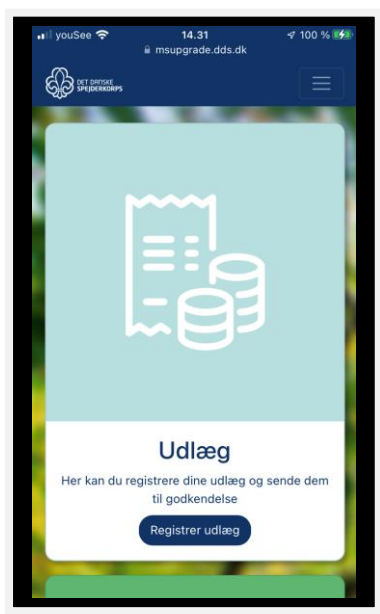 youSee 14.31 100 %
msupgrade.dds.dk
DET DANSKE
SPEJDERKORPS
Udlæg
Her kan du registrere dine udlæg og sende dem
til godkendelse
Registrer udlæg